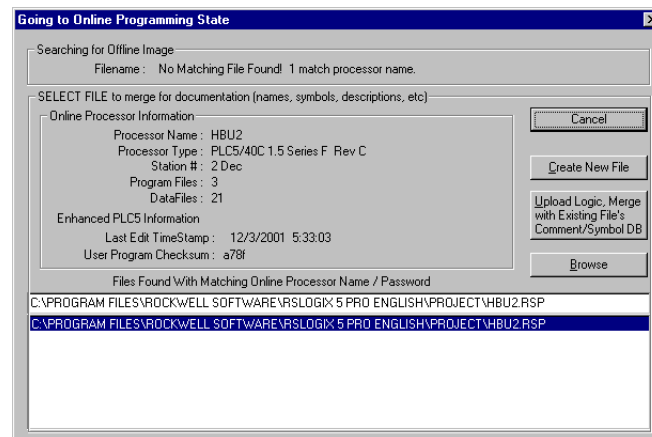 Going to Online Programming State
Searching for Offline Image
Filename : No Matching File Found! 1 match processor name.
SELECT FILE to merge for documentation (names, symbols, descriptions, etc)
Online Processor Information
Processor Name : HBU2
Processor Type : PLC5/40C 1.5 Series F Rev C
Station # : 2 Dec
Program Files : 3
DataFiles : 21
Enhanced PLC5 Information
Last Edit TimeStamp : 12/3/2001 5:33:03
User Program Checksum : a78f
Cancel
Create New File
Upload Logic, Merge
with Existing File's
Comment/Symbol DB
Browse
Files Found With Matching Online Processor Name / Password
C:\PROGRAM FILES\ROCKWELL SOFTWARE\RSLOGIX 5 PRO ENGLISH\PROJECT\HBU2.RSP
C:\PROGRAM FILES\ROCKWELL SOFTWARE\RSLOGIX 5 PRO ENGLISH\PROJECT\HBU2.RSP